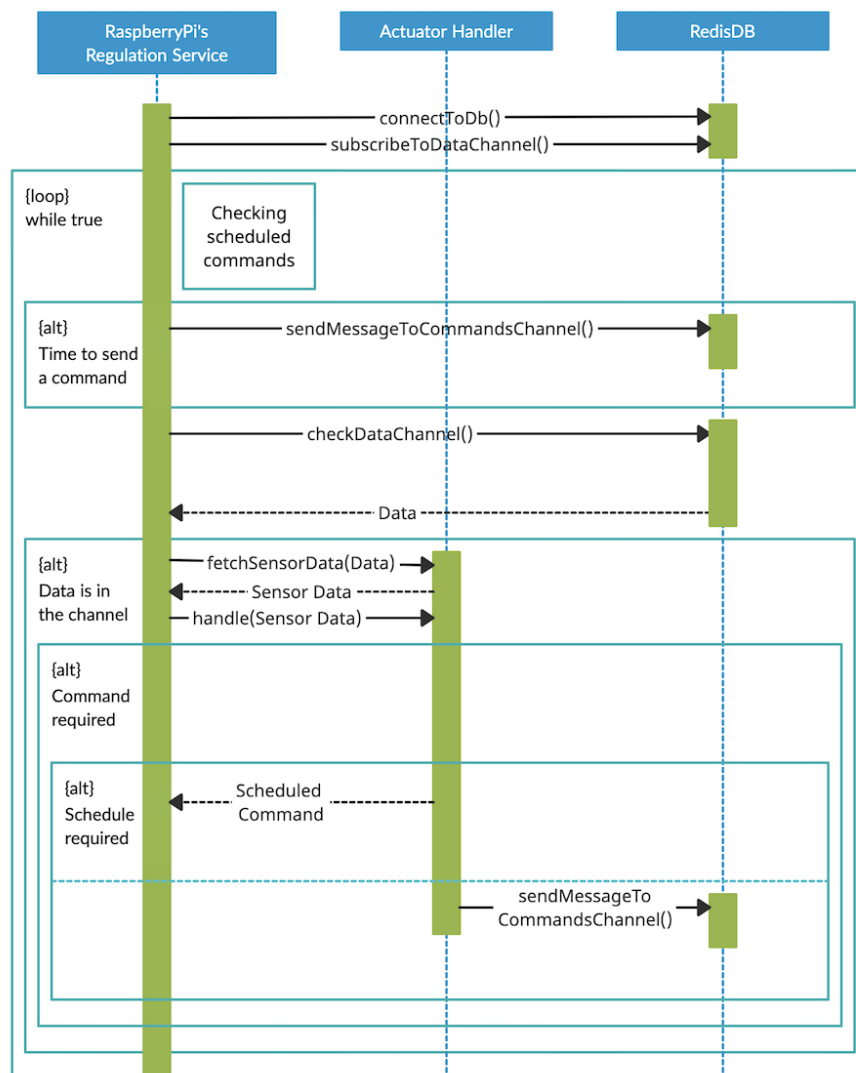 RaspberryPi's
Regulation Service
Actuator Handler
RedisDB
connectToDb()
subscribeToDataChannel()
{loop}
while true
Checking
scheduled
commands
{alt}
Time to send
a command
sendMessageToCommandsChannel()
checkDataChannel()
Data
{alt}
Data is in
the channel
fetchSensorData(Data)
Sensor Data
handle(Sensor Data)
{alt}
Command
required
{alt}
Schedule
required
Scheduled
Command
sendMessageTo
CommandsChannel()